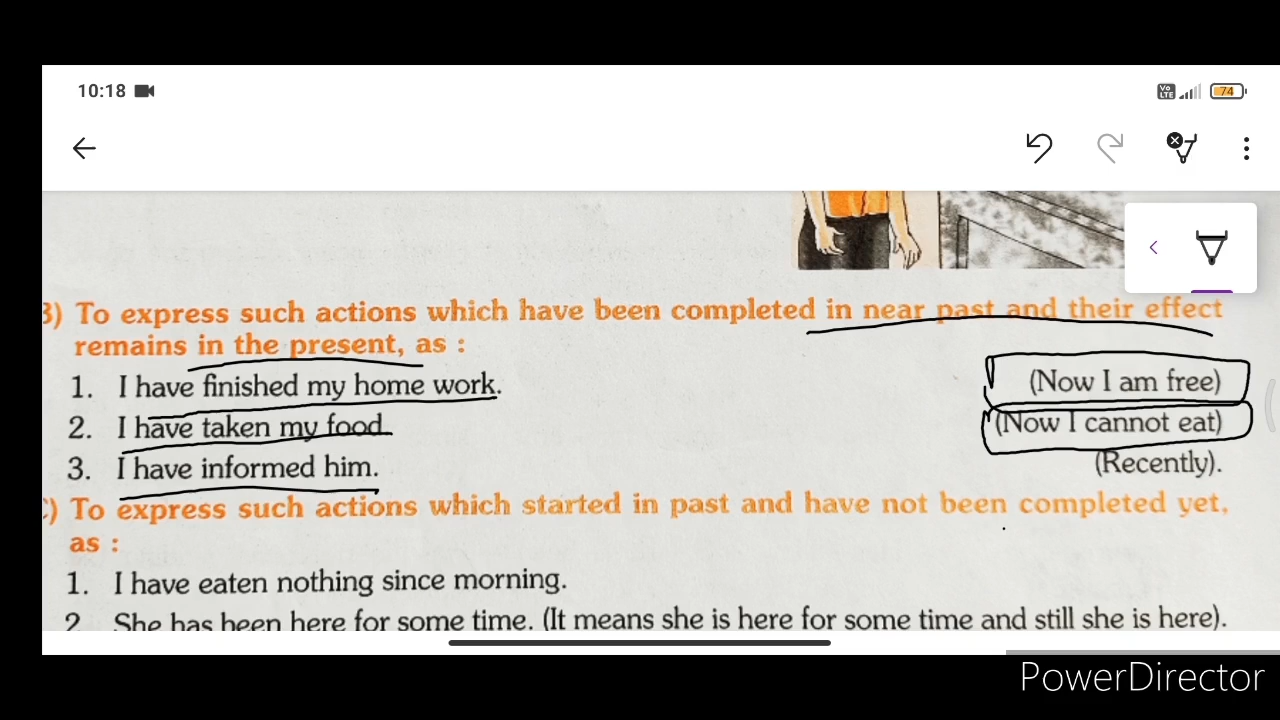 10:18
Vo LTE
74
3) To express such actions which have been completed in near past and their effect
remains in the present, as :
1. I have finished my home work. (Now I am free)
2. I have taken my food. (Now I cannot eat)
3. I have informed him. (Recently).
) To express such actions which started in past and have not been completed yet,
as :
1. I have eaten nothing since morning.
2. She has been here for some time. (It means she is here for some time and still she is here).
PowerDirector